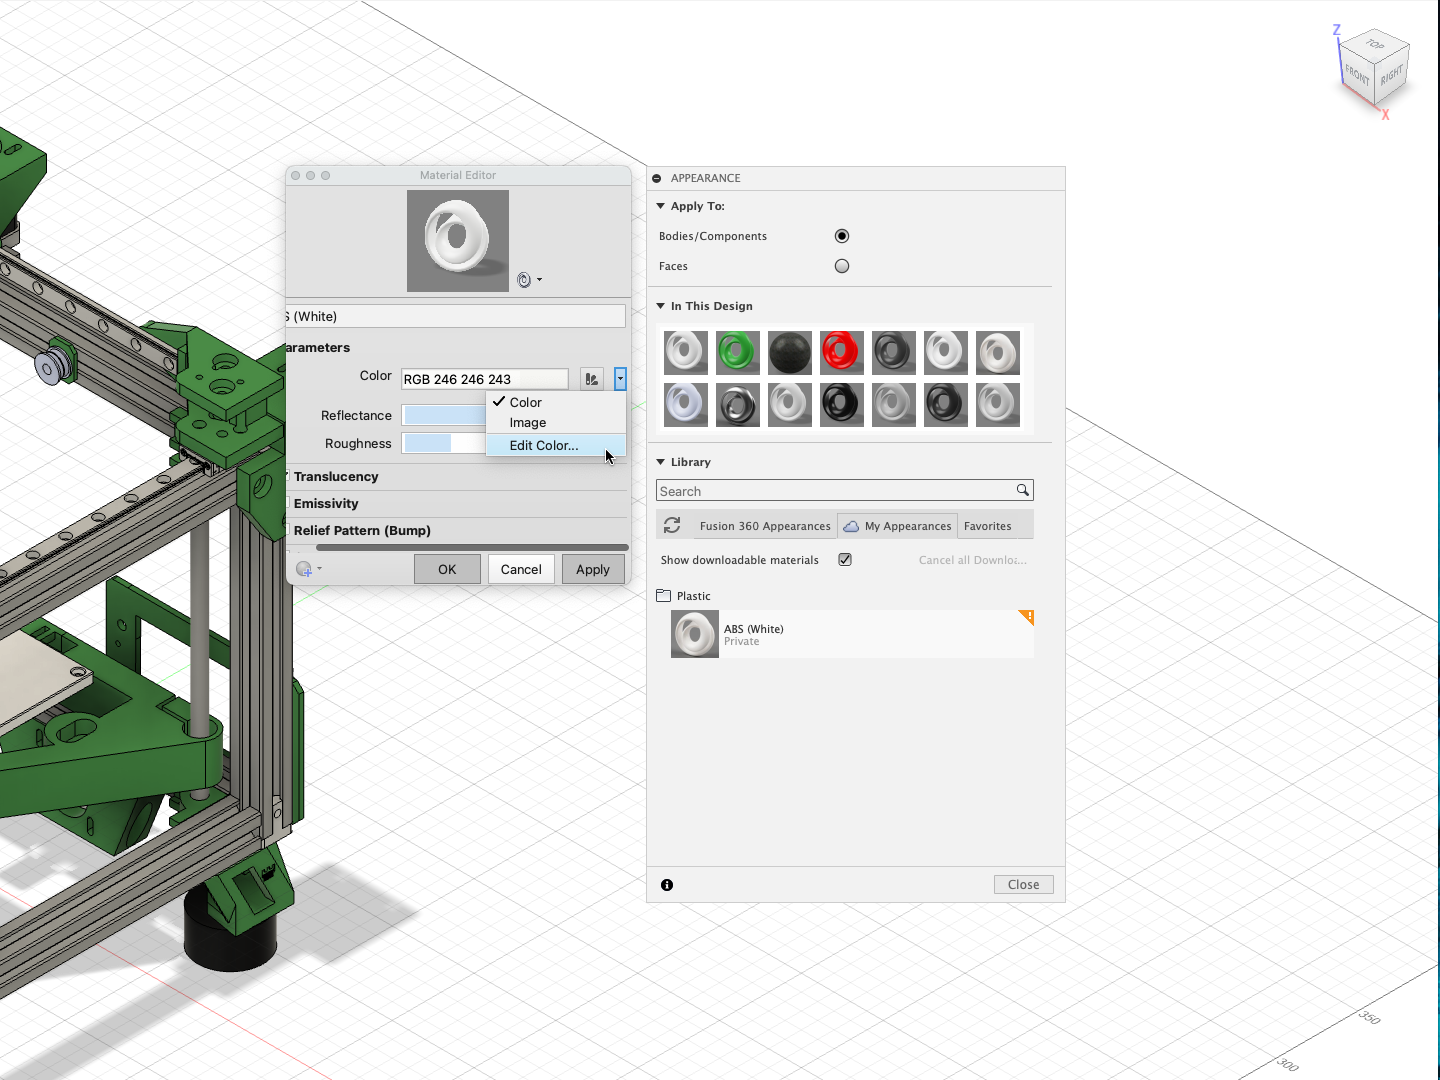 Z
TOP
FRONT
RIGHT
X
Material Editor
S (White)
arameters
Color
RGB 246 246 243
Color
Image
Edit Color...
Reflectance
Roughness
Translucency
Emissivity
Relief Pattern (Bump)
OK
Cancel
Apply
APPEARANCE
Apply To:
Bodies/Components
Faces
In This Design
Library
Search
Fusion 360 Appearances
My Appearances
Favorites
Show downloadable materials
Cancel all Downlo...
Plastic
ABS (White)
Private
!
Close
350
300